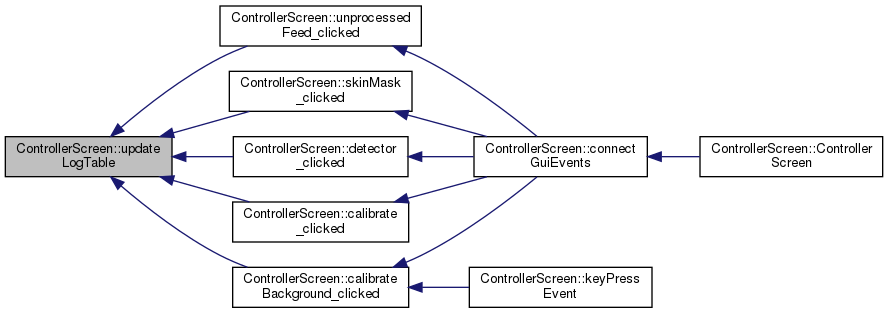 ControllerScreen::unprocessed
Feed_clicked
ControllerScreen::skinMask
_clicked
ControllerScreen::update
LogTable
ControllerScreen::detector
_clicked
ControllerScreen::connect
GuiEvents
ControllerScreen::Controller
Screen
ControllerScreen::calibrate
_clicked
ControllerScreen::calibrate
Background_clicked
ControllerScreen::keyPress
Event